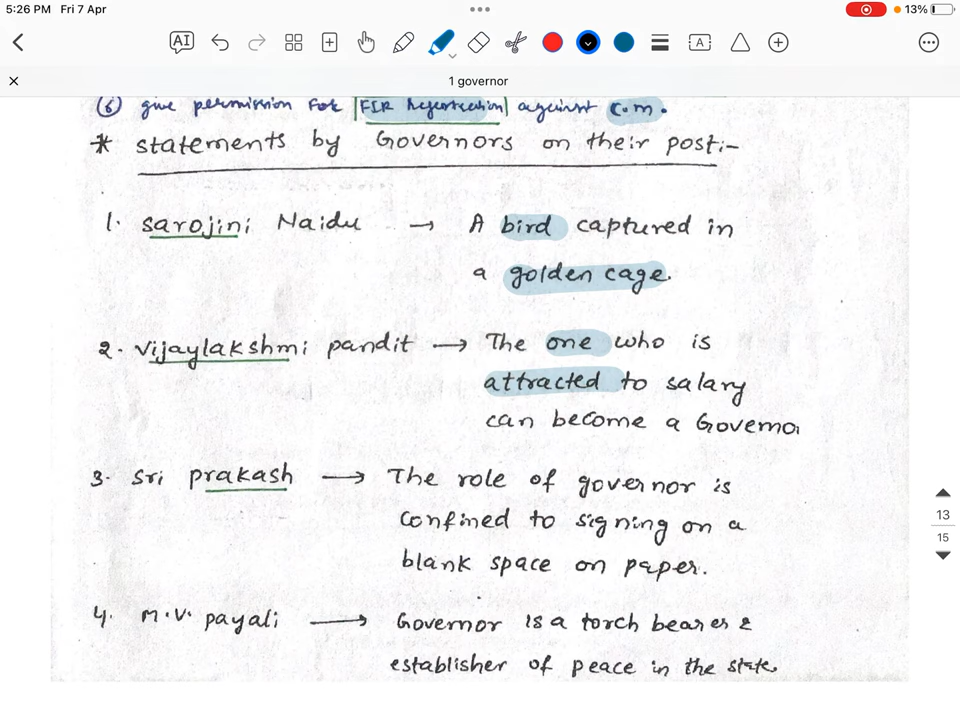 5:26 PM Fri 7 Apr
13%
AI
A
1 governor
(6) give permission for FIR Rejestration against C.M.
* statements by Governors on their post:-
1. sarojini Naidu → A bird captured in
a golden cage.
2. vijaylakshmi pandit → The one who is
attracted to salary
can become a Governor
3. sri prakash → The role of governor is
confined to signing on a
blank space on paper.
4. M.V. payali → Governor is a torch bearer &
establisher of peace in the state.
13
15